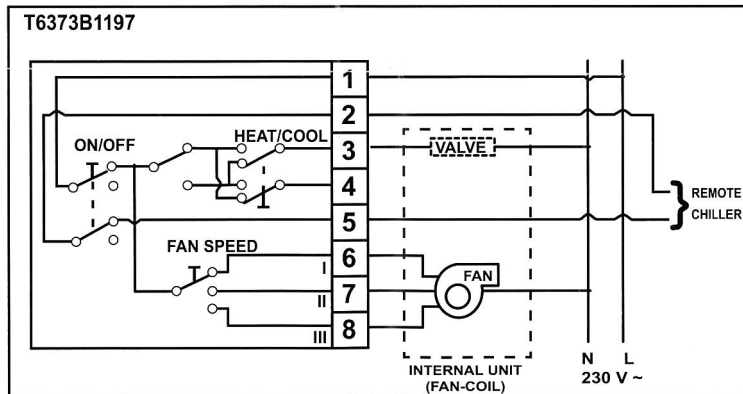 T6373B1197
1
2
ON/OFF
HEAT/COOL
3
VALVE
4
REMOTE
CHILLER
5
FAN SPEED
I
6
FAN
II
7
III
8
INTERNAL UNIT
(FAN-COIL)
N L
230 V ~